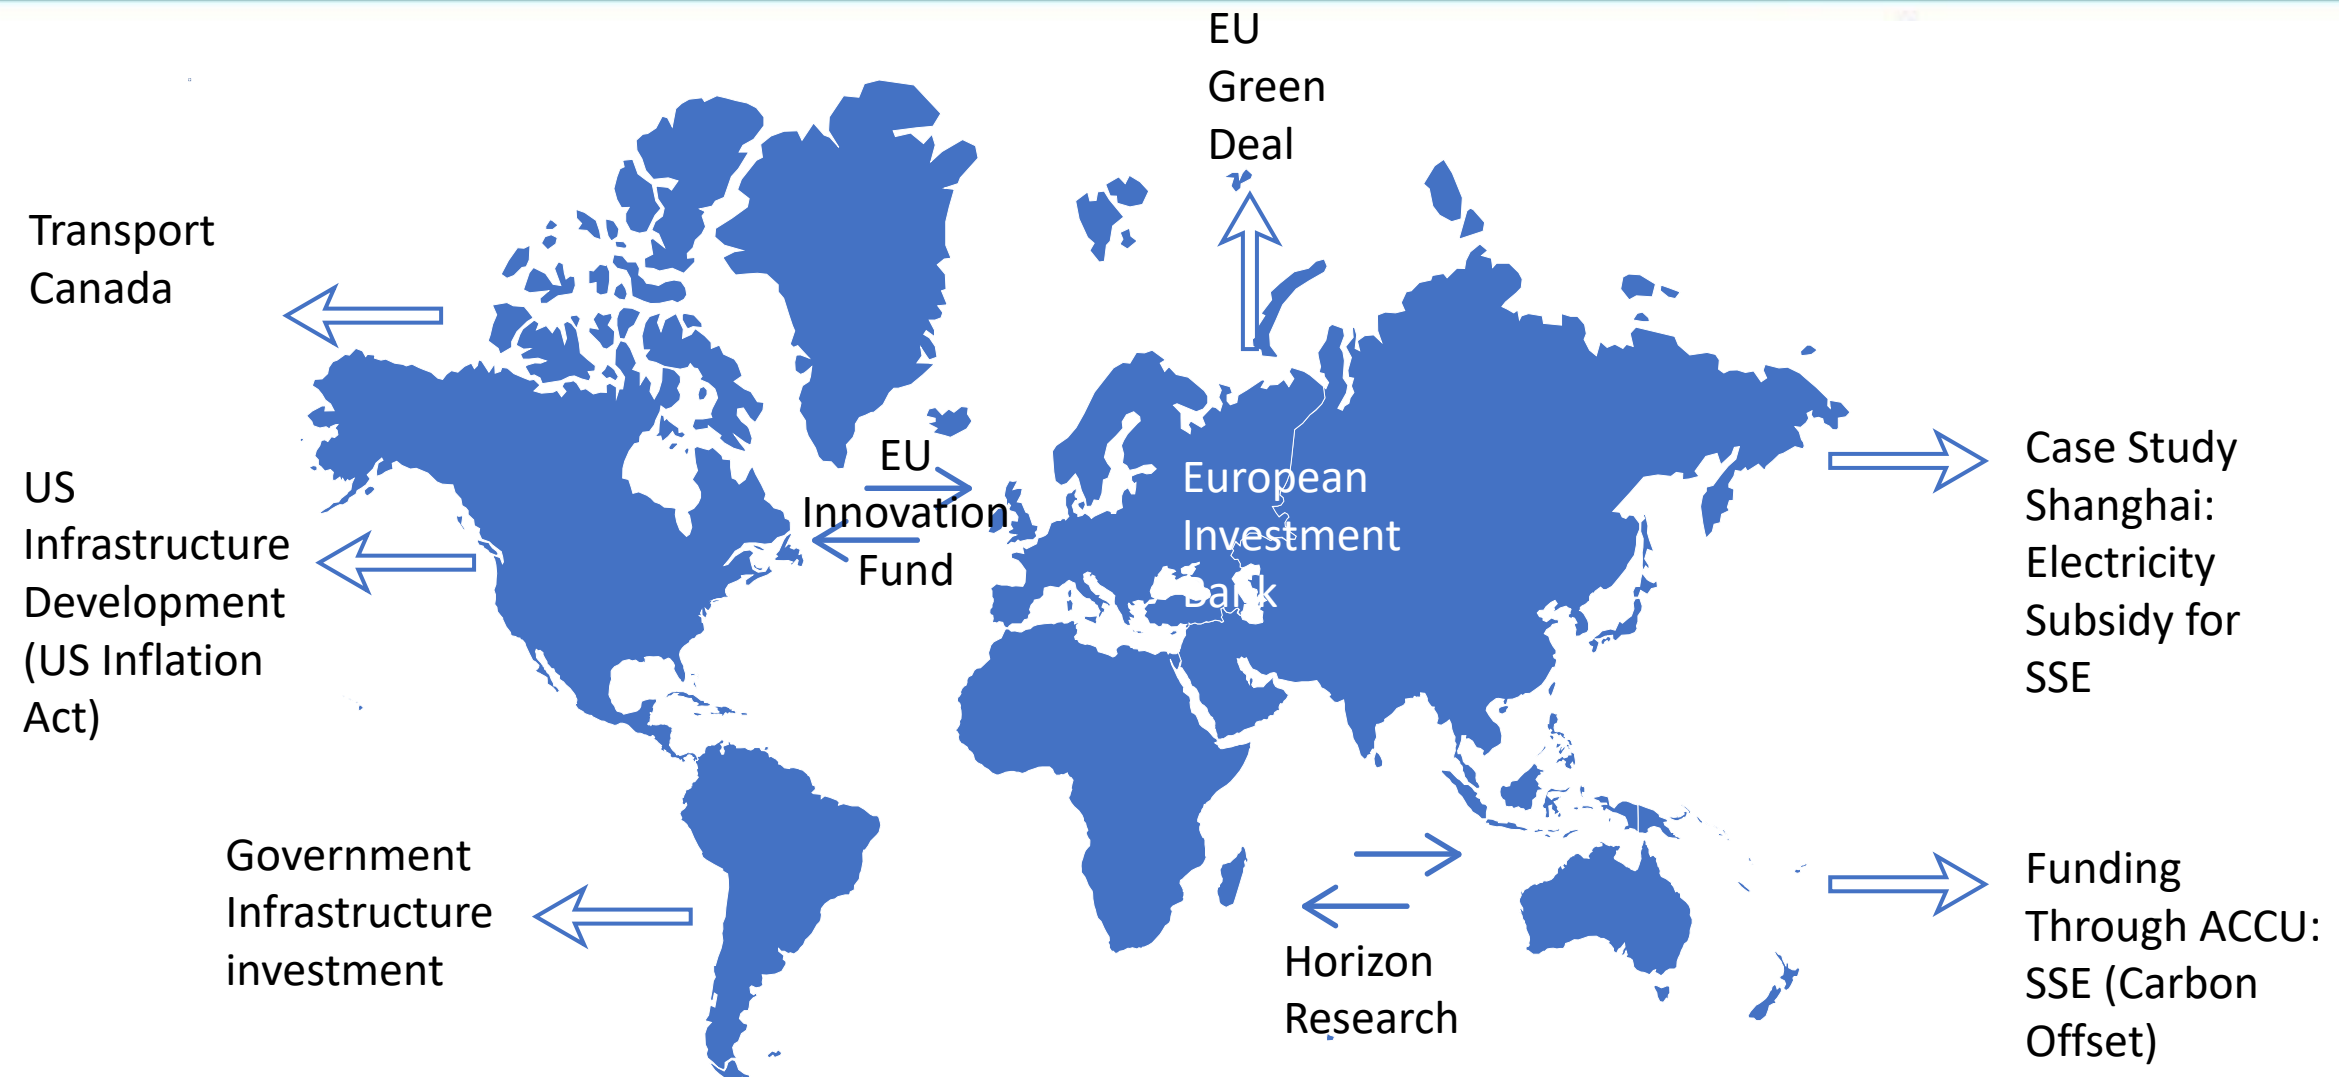 EU
Green
Deal
Transport
Canada
EU
Innovation
Fund
European
Investment
Bank
US
Infrastructure
Development
(US Inflation
Act)
Case Study
Shanghai:
Electricity
Subsidy for
SSE
Government
Infrastructure
investment
Horizon
Research
Funding
Through ACCU:
SSE (Carbon
Offset)